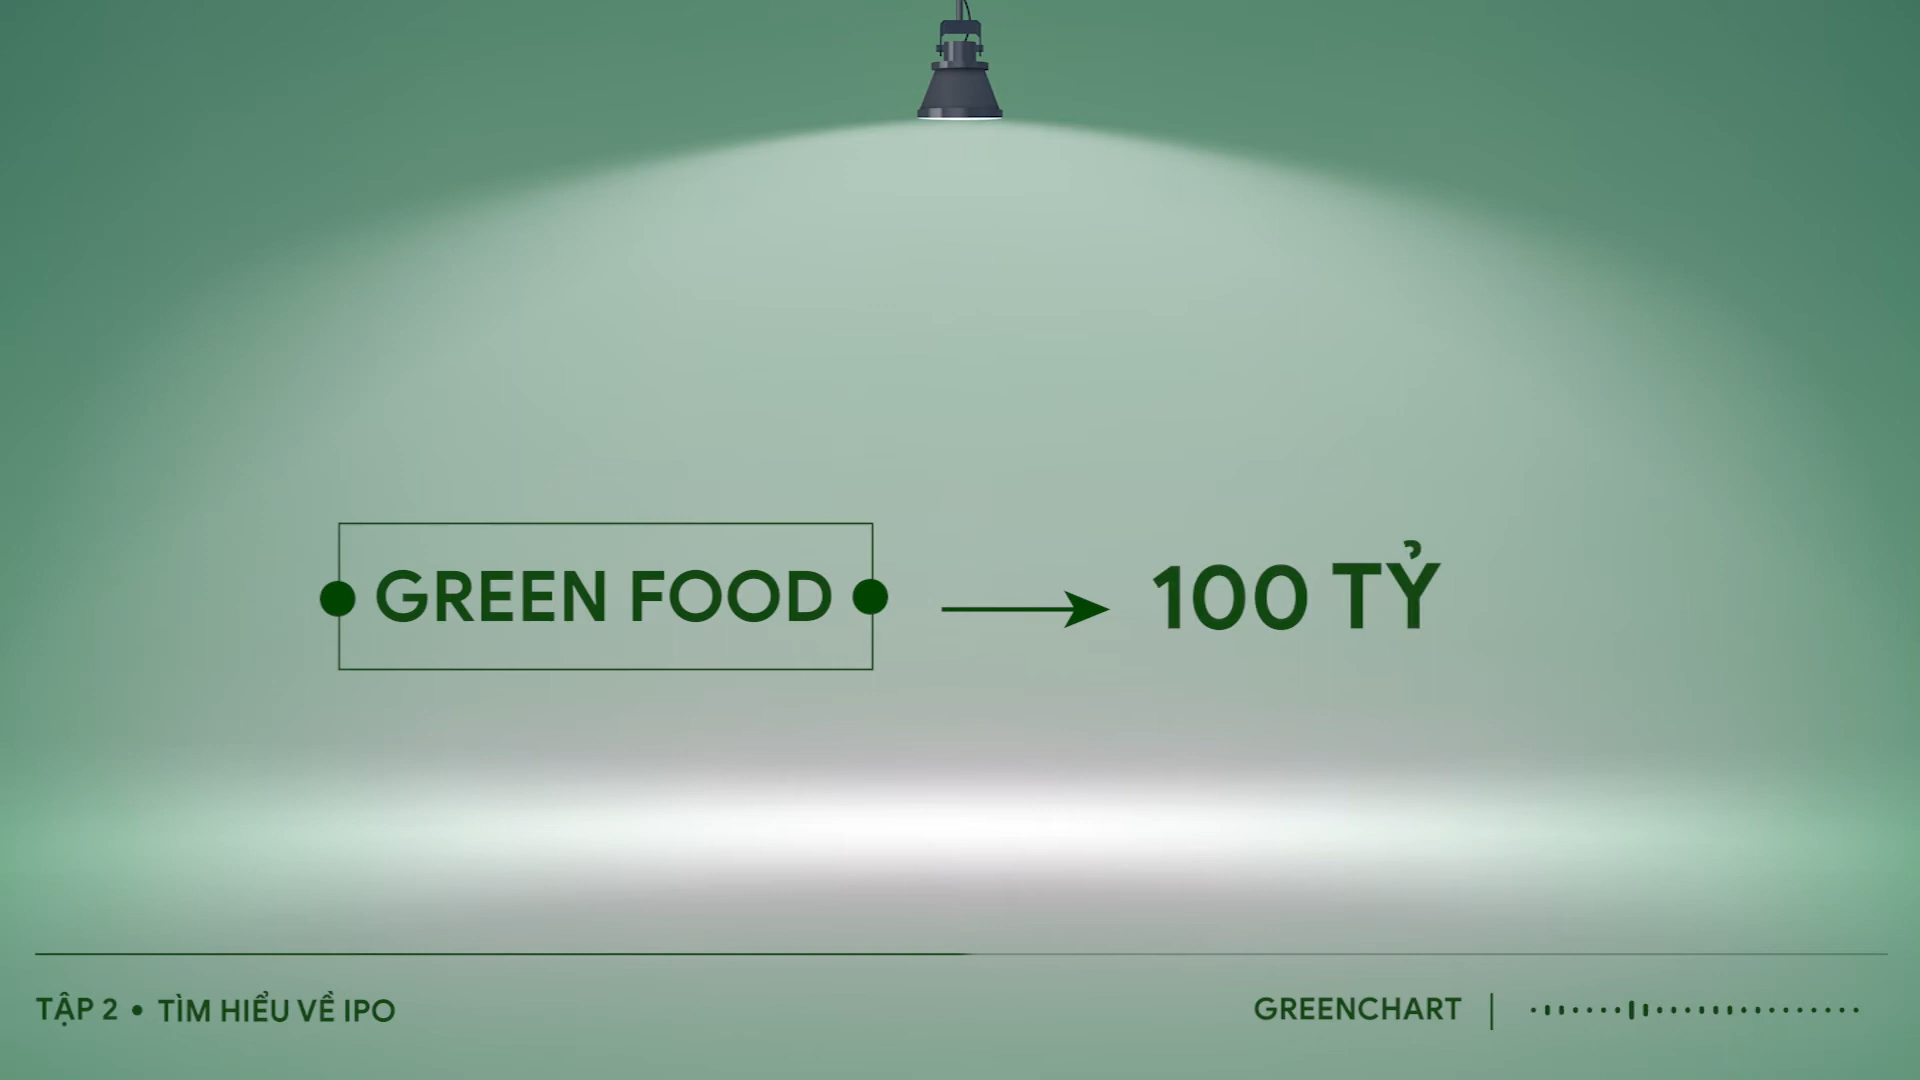 GREEN FOOD
100 TỶ
TẬP 2 • TÌM HIỂU VỀ IPO
GREENCHART